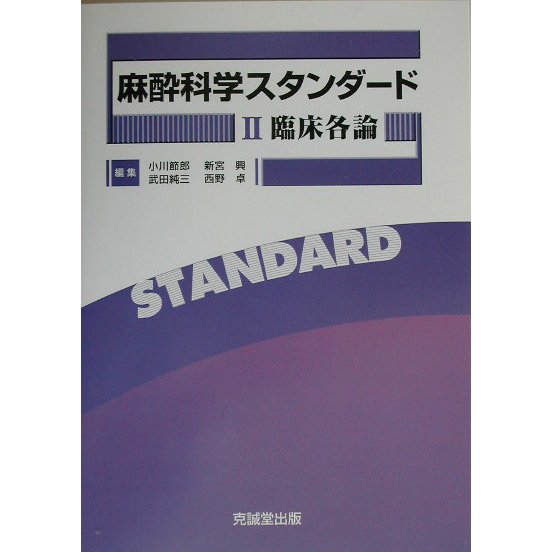 麻酔科学スタンダード
II 臨床各論
編集
小川節郎 新宮 興
武田純三 西野 卓
STANDARD
克誠堂出版